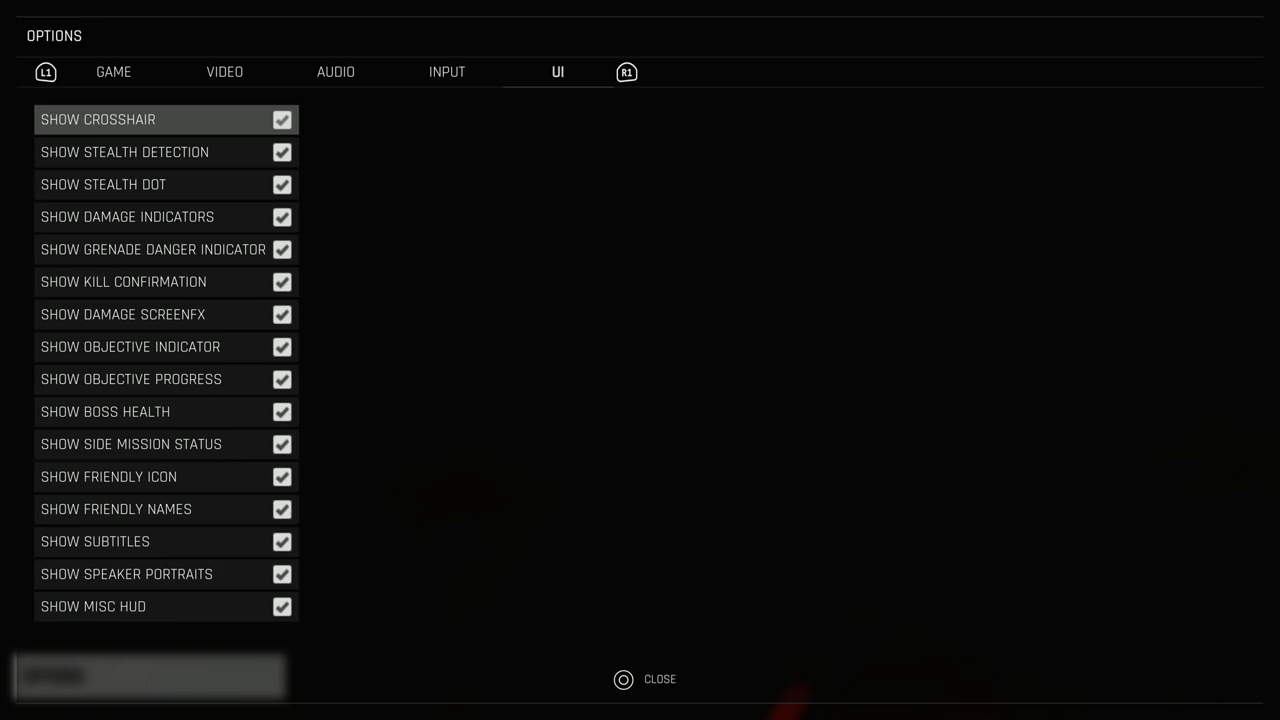 OPTIONS
L1 GAME VIDEO AUDIO INPUT UI R1
SHOW CROSSHAIR
SHOW STEALTH DETECTION
SHOW STEALTH DOT
SHOW DAMAGE INDICATORS
SHOW GRENADE DANGER INDICATOR
SHOW KILL CONFIRMATION
SHOW DAMAGE SCREENFX
SHOW OBJECTIVE INDICATOR
SHOW OBJECTIVE PROGRESS
SHOW BOSS HEALTH
SHOW SIDE MISSION STATUS
SHOW FRIENDLY ICON
SHOW FRIENDLY NAMES
SHOW SUBTITLES
SHOW SPEAKER PORTRAITS
SHOW MISC HUD
CLOSE